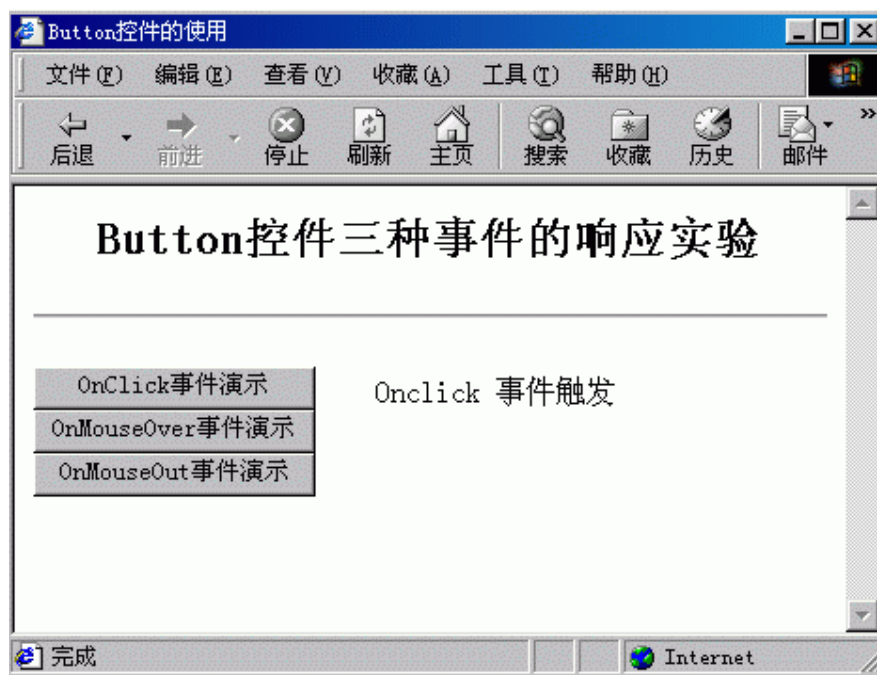 Button控件的使用
文件(F) 编辑(E) 查看(V) 收藏(A) 工具(T) 帮助(H)
后退 前进 停止 刷新 主页 搜索 收藏 历史 邮件 »
Button控件三种事件的响应实验
OnClick事件演示 Onclick 事件触发
OnMouseOver事件演示
OnMouseOut事件演示
完成 Internet